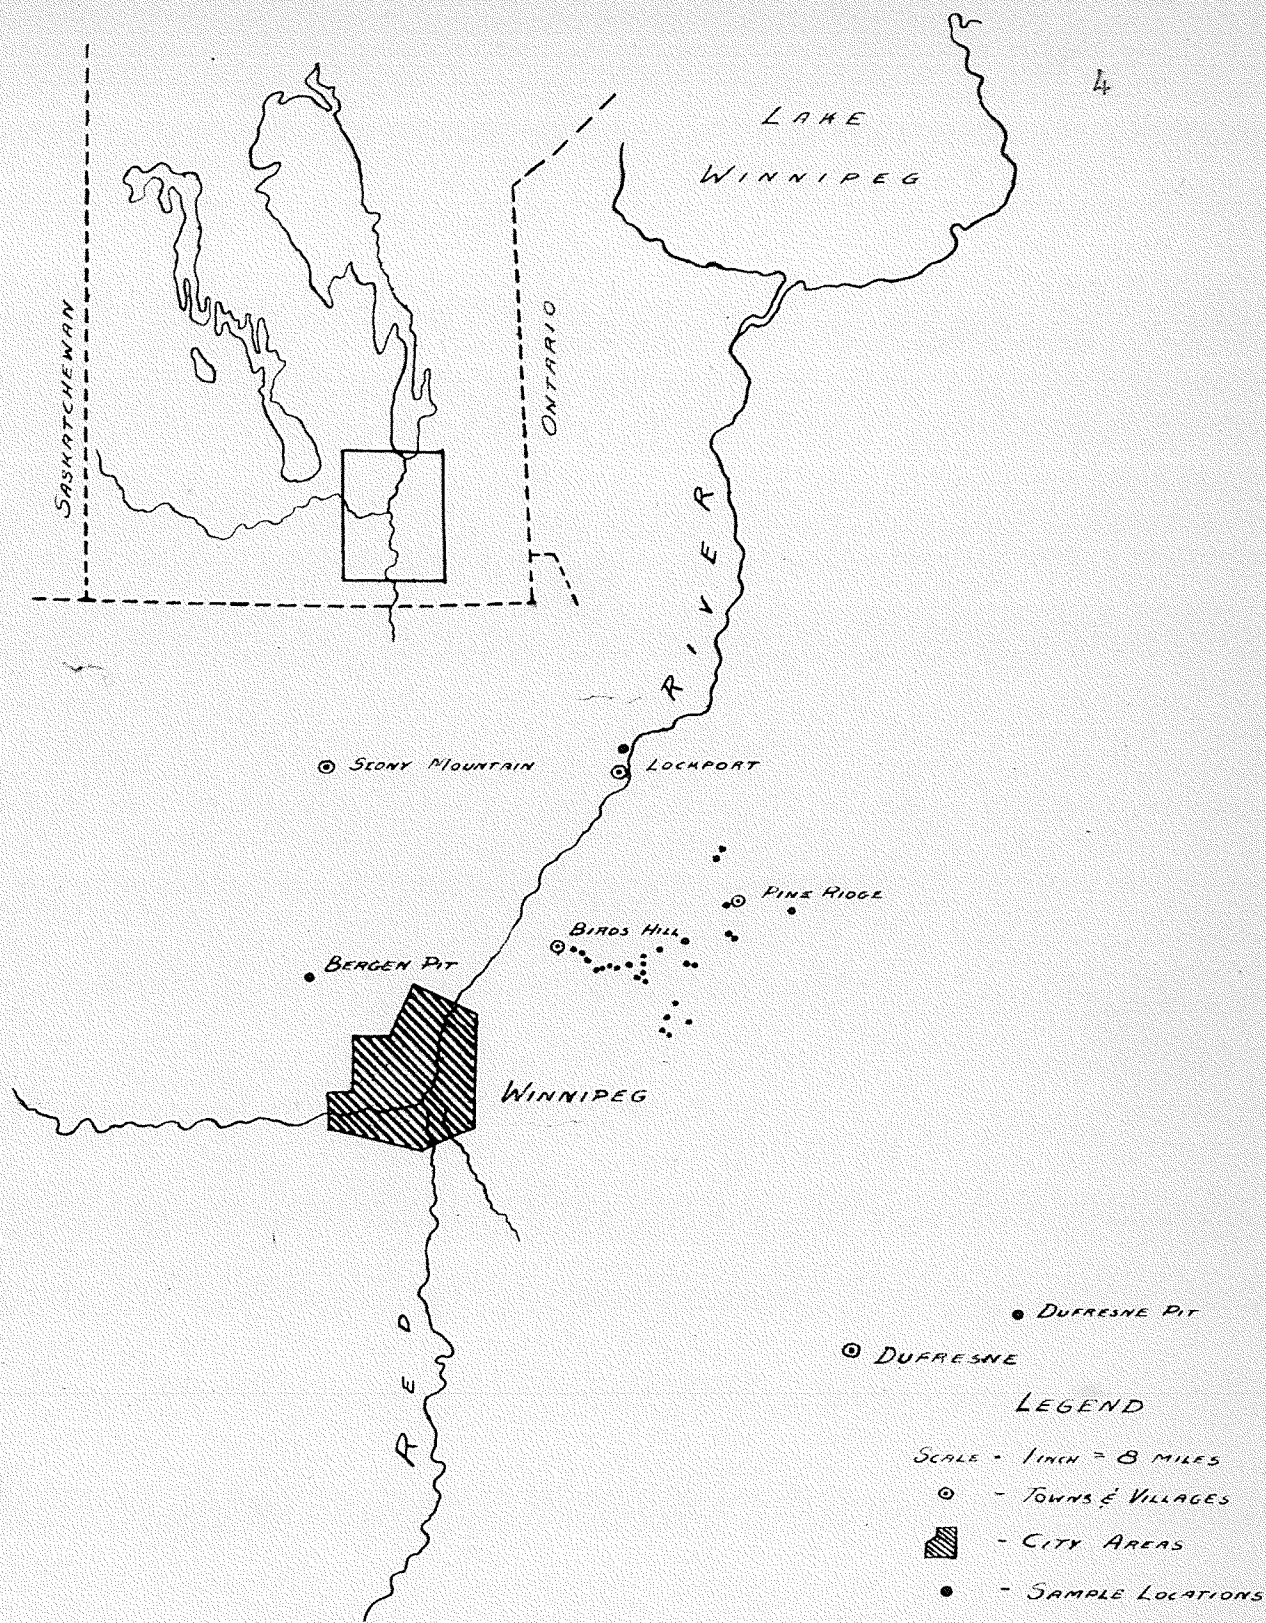 4
LAKE
WINNIPEG
SASKATCHEWAN
ONTARIO
RIVER
STONY MOUNTAIN
LOCKPORT
PINE RIDGE
BIRDS HILL
BERGEN PIT
WINNIPEG
RED
DUFRESNE PIT
DUFRESNE
LEGEND
SCALE - 1 INCH = 8 MILES
- TOWNS & VILLAGES
- CITY AREAS
- SAMPLE LOCATIONS